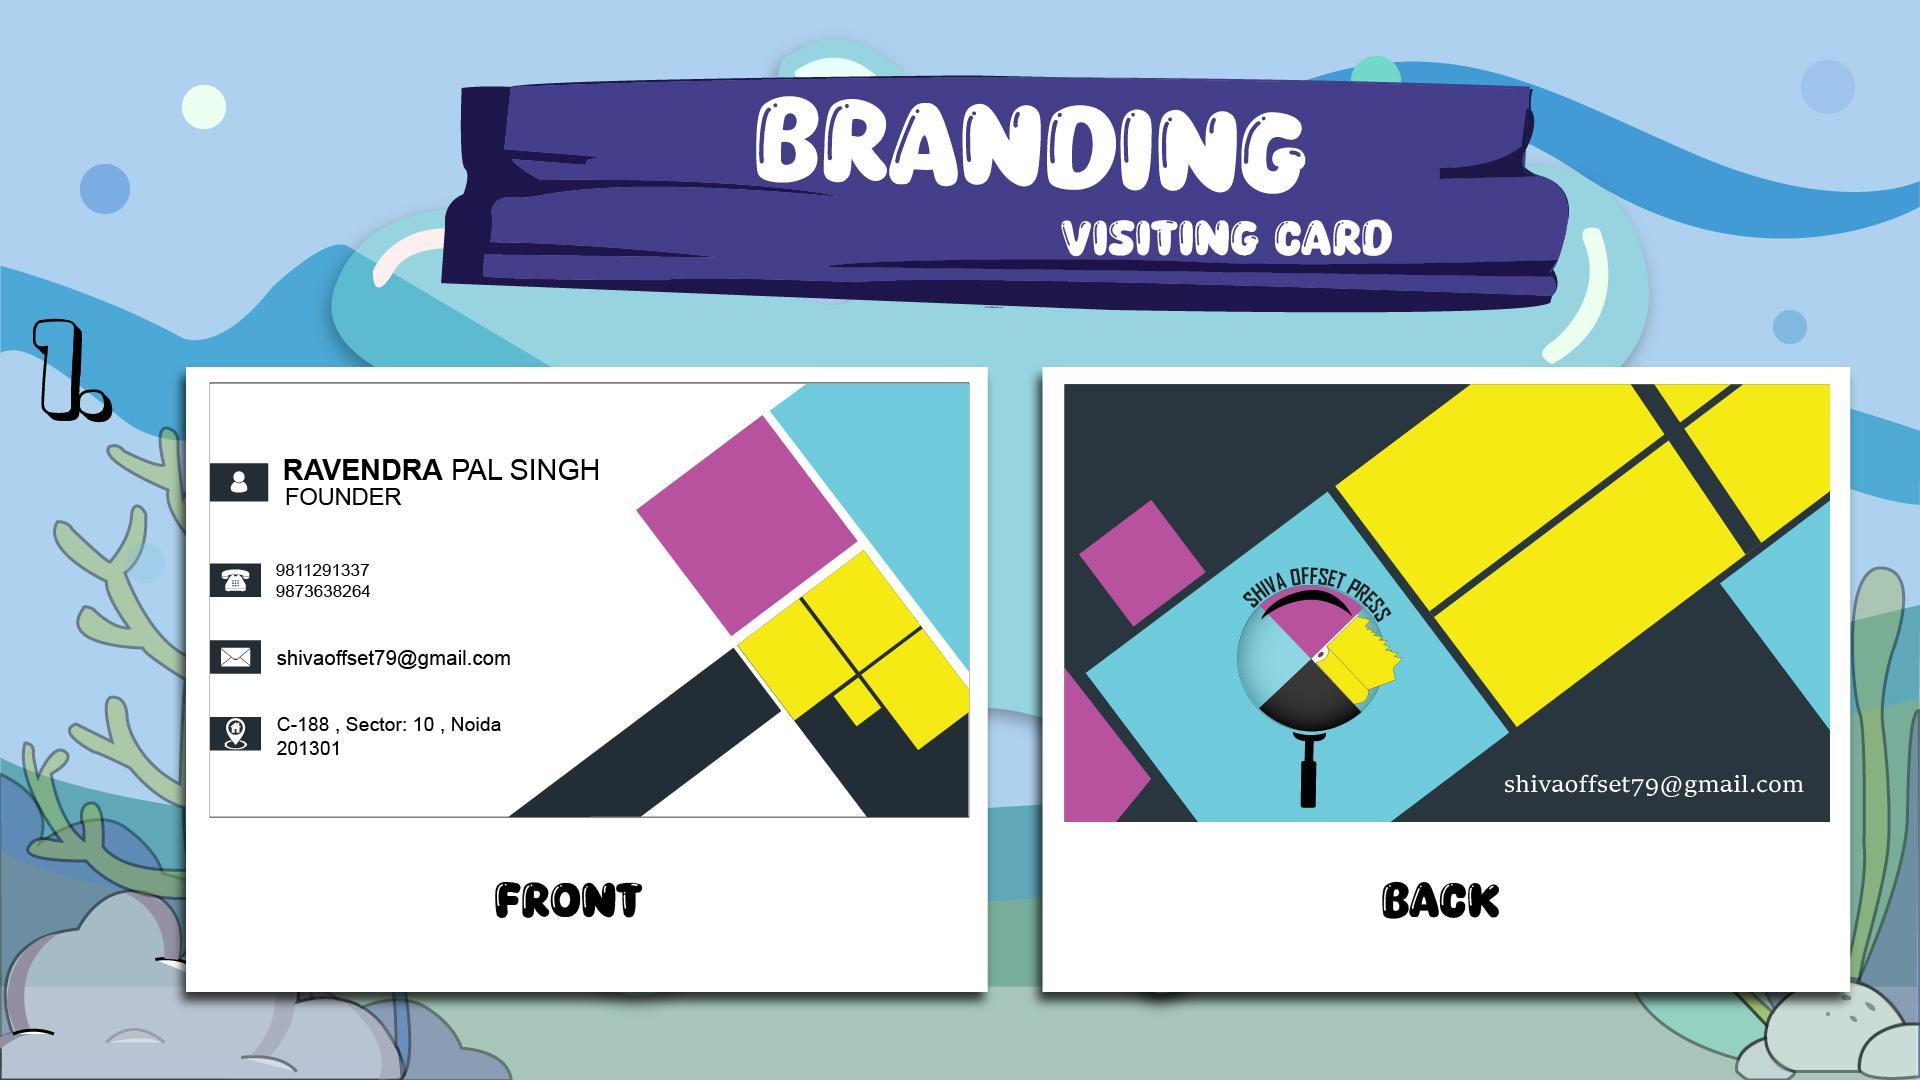 BRANDING
VISITING CARD
1.
RAVENDRA PAL SINGH
FOUNDER
9811291337
9873638264
shivaoffset79@gmail.com
C-188 , Sector: 10 , Noida
201301
FRONT
SHIVA OFFSET PRESS
shivaoffset79@gmail.com
BACK